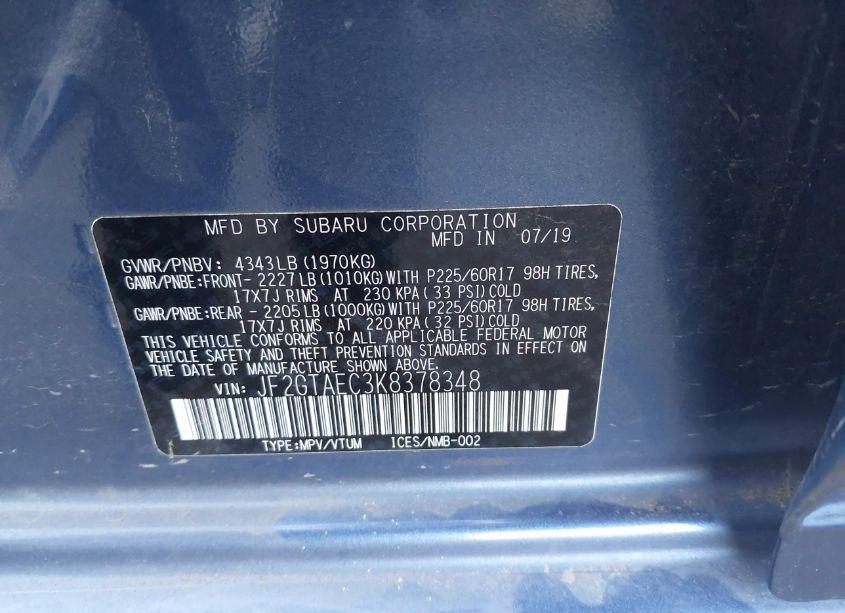 MFD BY SUBARU CORPORATION
MFD IN 07/19
GVWR/PNBV: 4343LB(1970KG)
GAWR/PNBE:FRONT- 2227LB(1010KG)WITH P225/60R17 98H TIRES,
17X7J RIMS AT 230 KPA( 33 PSI)COLD
GAWR/PNBE:REAR - 2205LB(1000KG)WITH P225/60R17 98H TIRES,
17X7J RIMS AT 220 KPA( 32 PSI)COLD
THIS VEHICLE CONFORMS TO ALL APPLICABLE FEDERAL MOTOR
VEHICLE SAFETY AND THEFT PREVENTION STANDARDS IN EFFECT ON
THE DATE OF MANUFACTURE SHOWN ABOVE.
VIN: JF2GTAEC3K8378348
TYPE:MPV/VTUM ICES/NMB-002